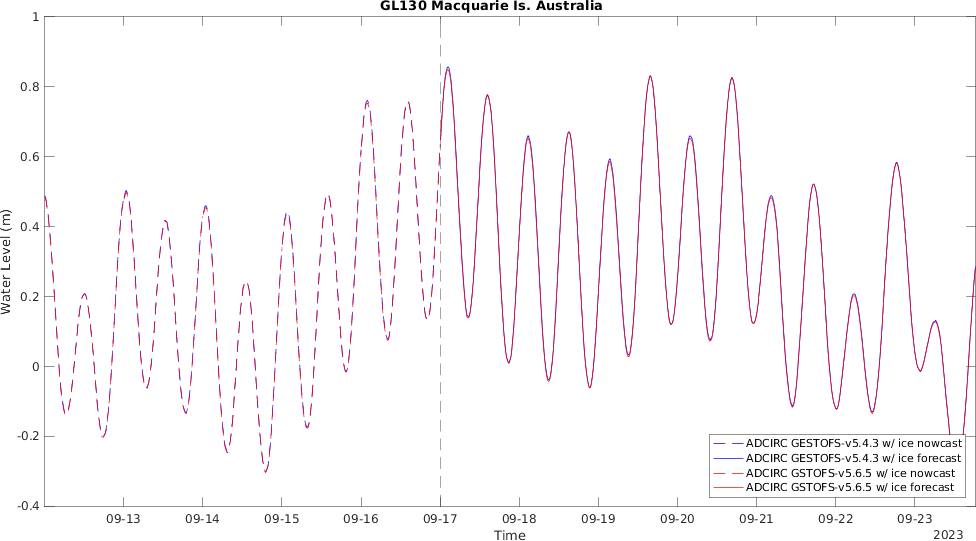 GL130 Macquarie Is. Australia
Water Level (m)
1
0.8
0.6
0.4
0.2
0
-0.2
-0.4
ADCIRC GESTOFS-v5.4.3 w/ ice nowcast
ADCIRC GESTOFS-v5.4.3 w/ ice forecast
ADCIRC GSTOFS-v5.6.5 w/ ice nowcast
ADCIRC GSTOFS-v5.6.5 w/ ice forecast
09-13 09-14 09-15 09-16 09-17 09-18 09-19 09-20 09-21 09-22 09-23
Time
2023